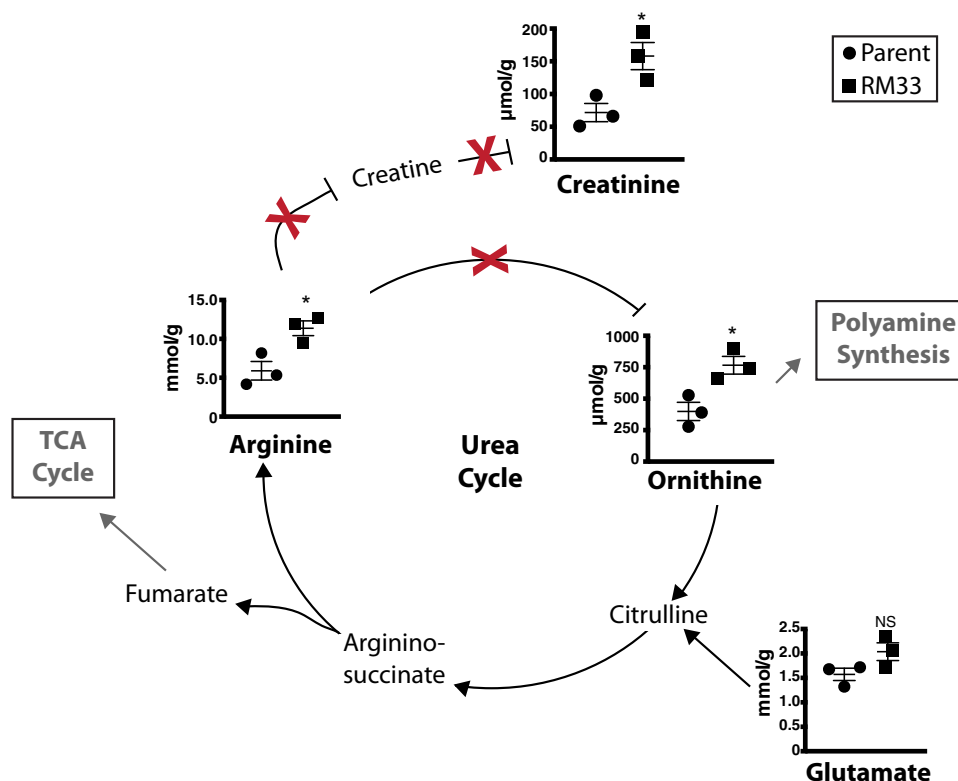 *
200
150
100
50
0
μmol/g
Creatinine
Parent
RM33
Creatine
15.0
10.0
5.0
0
mmol/g
*
Arginine
1000
750
500
250
0
μmol/g
*
Ornithine
Polyamine
Synthesis
TCA
Cycle
Urea
Cycle
Fumarate
Citrulline
Arginino-
succinate
2.5
2.0
1.5
1.0
0.5
0
mmol/g
NS
Glutamate